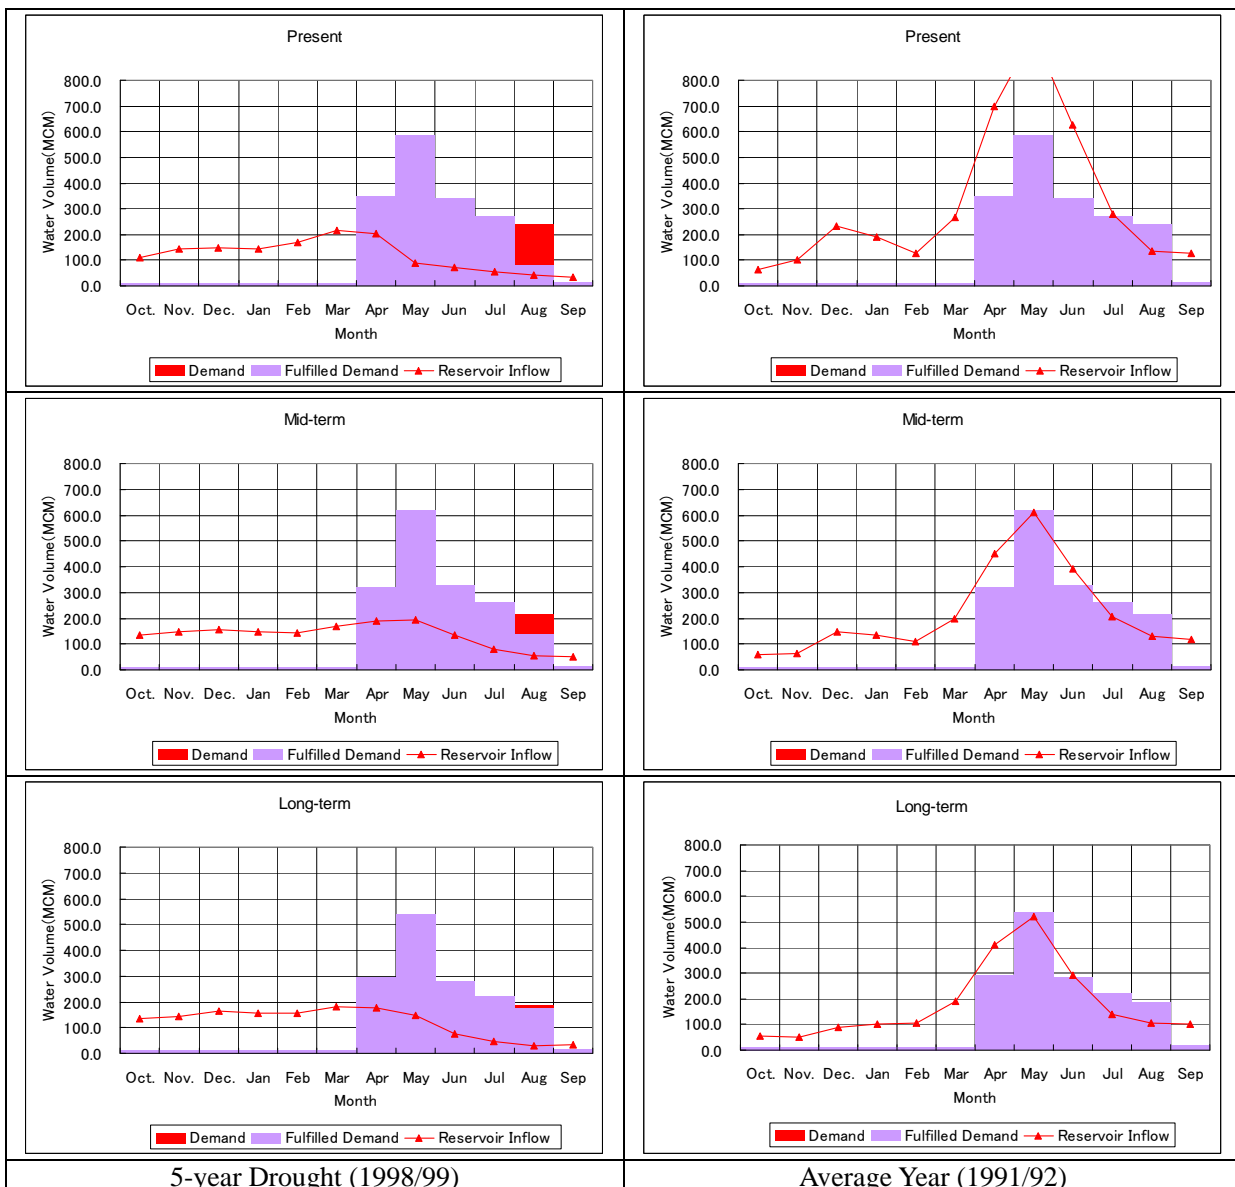 Present
800.0
700.0
600.0
500.0
400.0
300.0
200.0
100.0
0.0
Water Volume(MCM)
Oct. Nov. Dec. Jan Feb Mar Apr May Jun Jul Aug Sep
Month
Demand Fulfilled Demand Reservoir Inflow
Present
800.0
700.0
600.0
500.0
400.0
300.0
200.0
100.0
0.0
Water Volume(MCM)
Oct. Nov. Dec. Jan Feb Mar Apr May Jun Jul Aug Sep
Month
Demand Fulfilled Demand Reservoir Inflow
Mid-term
800.0
700.0
600.0
500.0
400.0
300.0
200.0
100.0
0.0
Water Volume(MCM)
Oct. Nov. Dec. Jan Feb Mar Apr May Jun Jul Aug Sep
Month
Demand Fulfilled Demand Reservoir Inflow
Mid-term
800.0
700.0
600.0
500.0
400.0
300.0
200.0
100.0
0.0
Water Volume(MCM)
Oct. Nov. Dec. Jan Feb Mar Apr May Jun Jul Aug Sep
Month
Demand Fulfilled Demand Reservoir Inflow
Long-term
800.0
700.0
600.0
500.0
400.0
300.0
200.0
100.0
0.0
Water Volume(MCM)
Oct. Nov. Dec. Jan Feb Mar Apr May Jun Jul Aug Sep
Month
Demand Fulfilled Demand Reservoir Inflow
Long-term
800.0
700.0
600.0
500.0
400.0
300.0
200.0
100.0
0.0
Water Volume(MCM)
Oct. Nov. Dec. Jan Feb Mar Apr May Jun Jul Aug Sep
Month
Demand Fulfilled Demand Reservoir Inflow
5-year Drought (1998/99)
Average Year (1991/92)